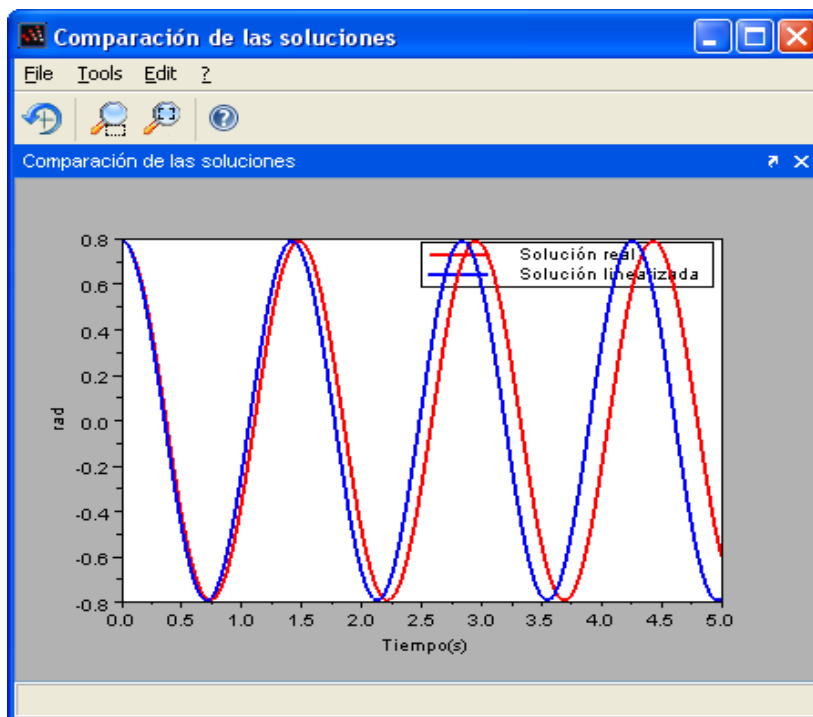 Comparación de las soluciones
File Tools Edit ?
Comparación de las soluciones
0.8
0.6
0.4
0.2
0.0
-0.2
-0.4
-0.6
-0.8
rad
Solución real
Solución linealizada
0.0 0.5 1.0 1.5 2.0 2.5 3.0 3.5 4.0 4.5 5.0
Tiempo(s)